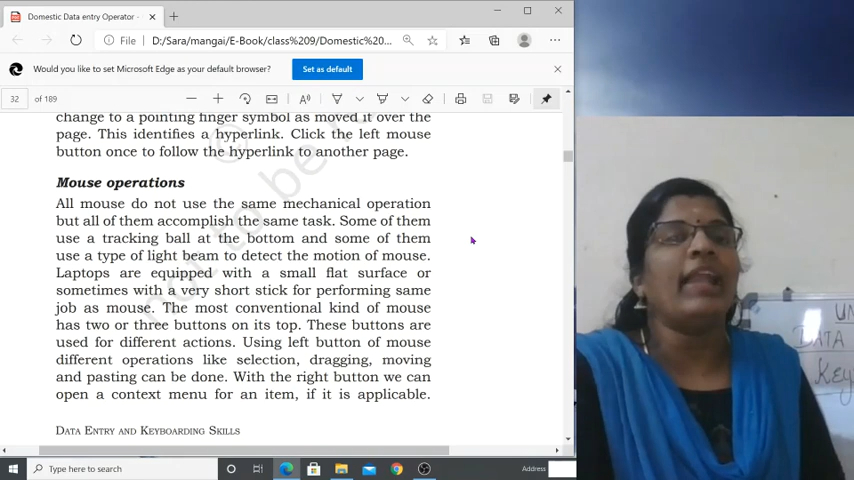 Domestic Data entry Operator -
File
D:/Sara/mangai/E-Book/class%209/Domestic%20...
Would you like to set Microsoft Edge as your default browser?
Set as default
32
of 189
change to a pointing finger symbol as moved it over the
page. This identifies a hyperlink. Click the left mouse
button once to follow the hyperlink to another page.
Mouse operations
All mouse do not use the same mechanical operation
but all of them accomplish the same task. Some of them
use a tracking ball at the bottom and some of them
use a type of light beam to detect the motion of mouse.
Laptops are equipped with a small flat surface or
sometimes with a very short stick for performing same
job as mouse. The most conventional kind of mouse
has two or three buttons on its top. These buttons are
used for different actions. Using left button of mouse
different operations like selection, dragging, moving
and pasting can be done. With the right button we can
open a context menu for an item, if it is applicable.
DATA ENTRY AND KEYBOARDING SKILLS
not to be
Type here to search
Address
UN
DATA
KEY